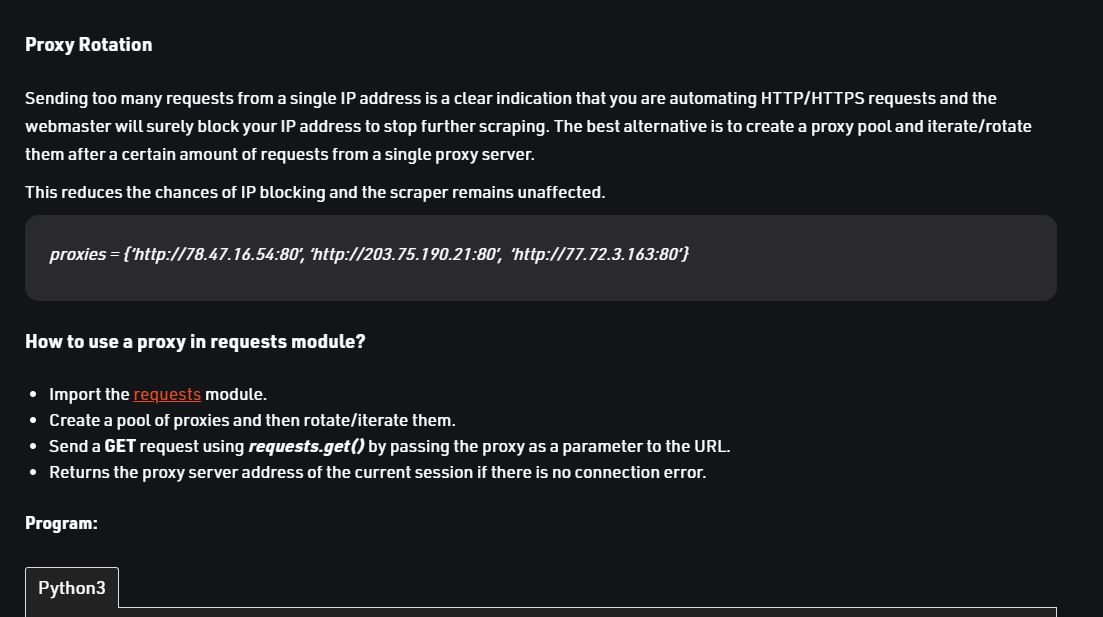 Proxy Rotation
Sending too many requests from a single IP address is a clear indication that you are automating HTTP/HTTPS requests and the
webmaster will surely block your IP address to stop further scraping. The best alternative is to create a proxy pool and iterate/rotate
them after a certain amount of requests from a single proxy server.
This reduces the chances of IP blocking and the scraper remains unaffected.
proxies = {‘http://78.47.16.54:80’, ‘http://203.75.190.21:80’,  ‘http://77.72.3.163:80’}
How to use a proxy in requests module?
• Import the requests module.
• Create a pool of proxies and then rotate/iterate them.
• Send a GET request using requests.get() by passing the proxy as a parameter to the URL.
• Returns the proxy server address of the current session if there is no connection error.
Program:
Python3